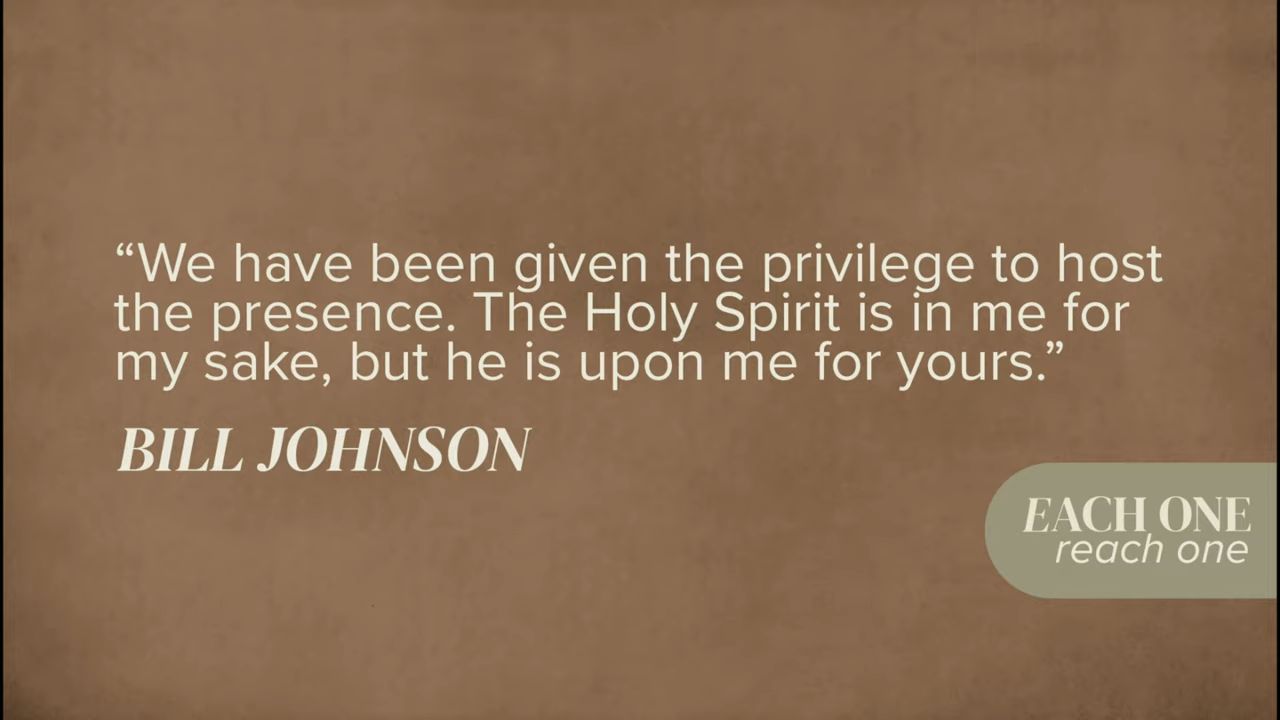 “We have been given the privilege to host
the presence. The Holy Spirit is in me for
my sake, but he is upon me for yours.”
BILL JOHNSON
EACH ONE
reach one